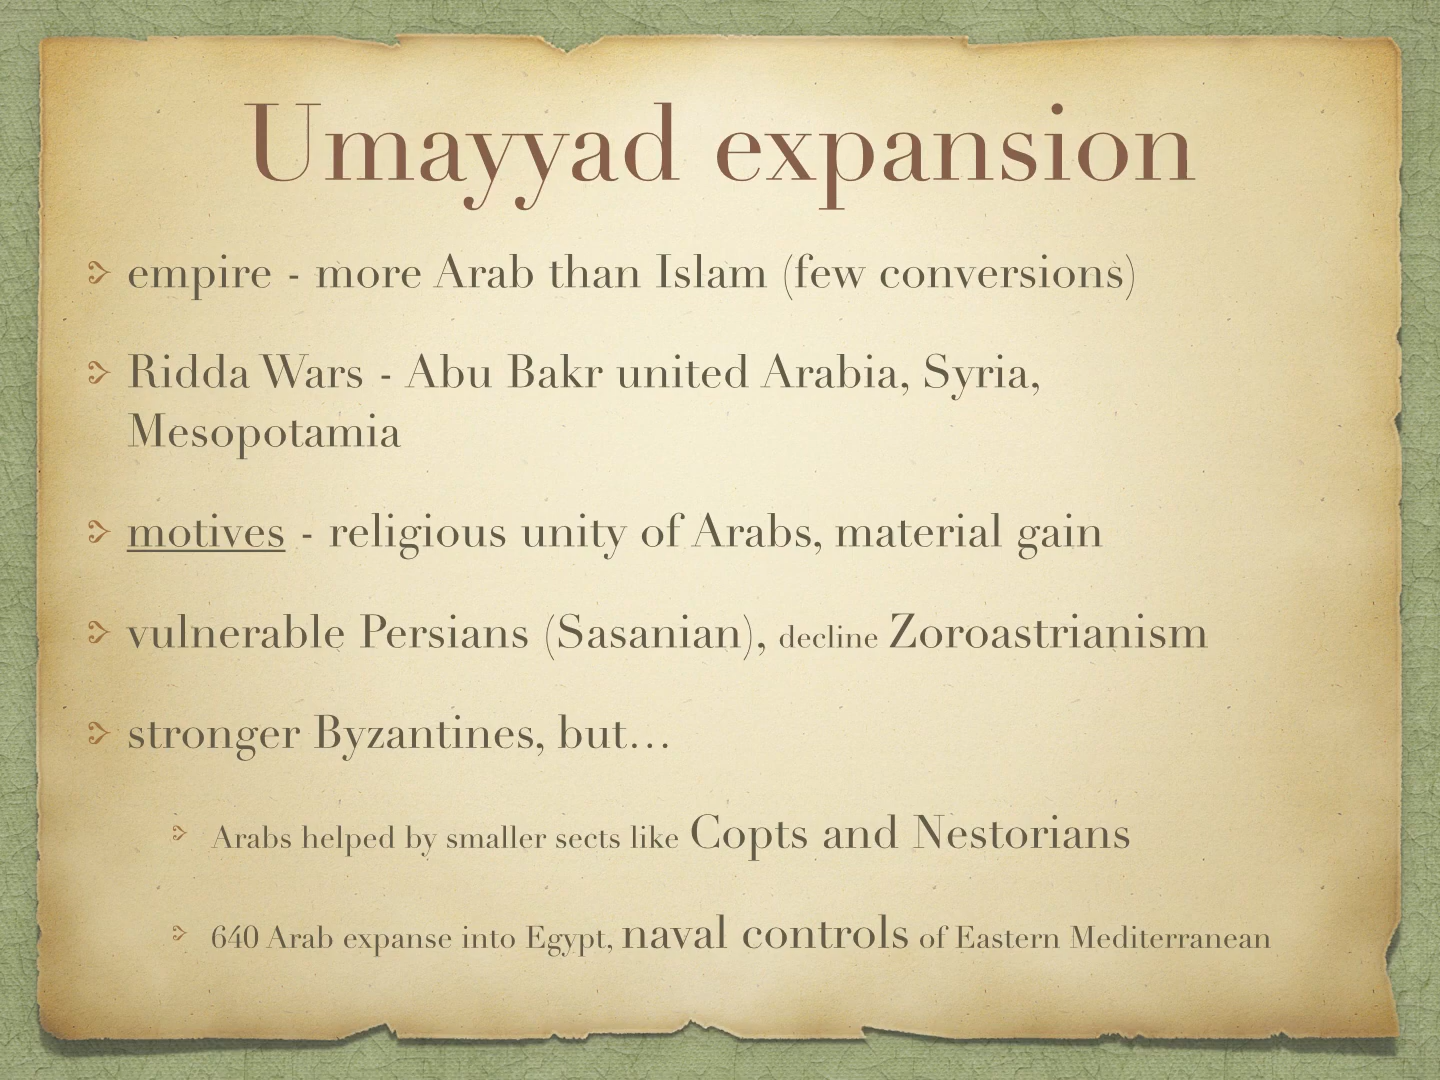 Umayyad expansion
empire - more Arab than Islam (few conversions)
Ridda Wars - Abu Bakr united Arabia, Syria,
Mesopotamia
motives - religious unity of Arabs, material gain
vulnerable Persians (Sasanian), decline Zoroastrianism
stronger Byzantines, but…
Arabs helped by smaller sects like Copts and Nestorians
640 Arab expanse into Egypt, naval controls of Eastern Mediterranean